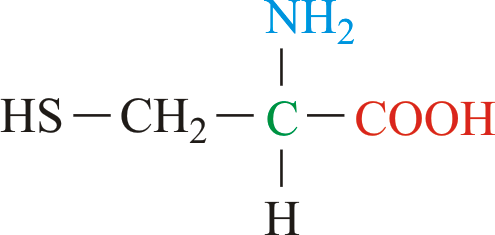 NH₂
HS — CH₂ — C — COOH
H